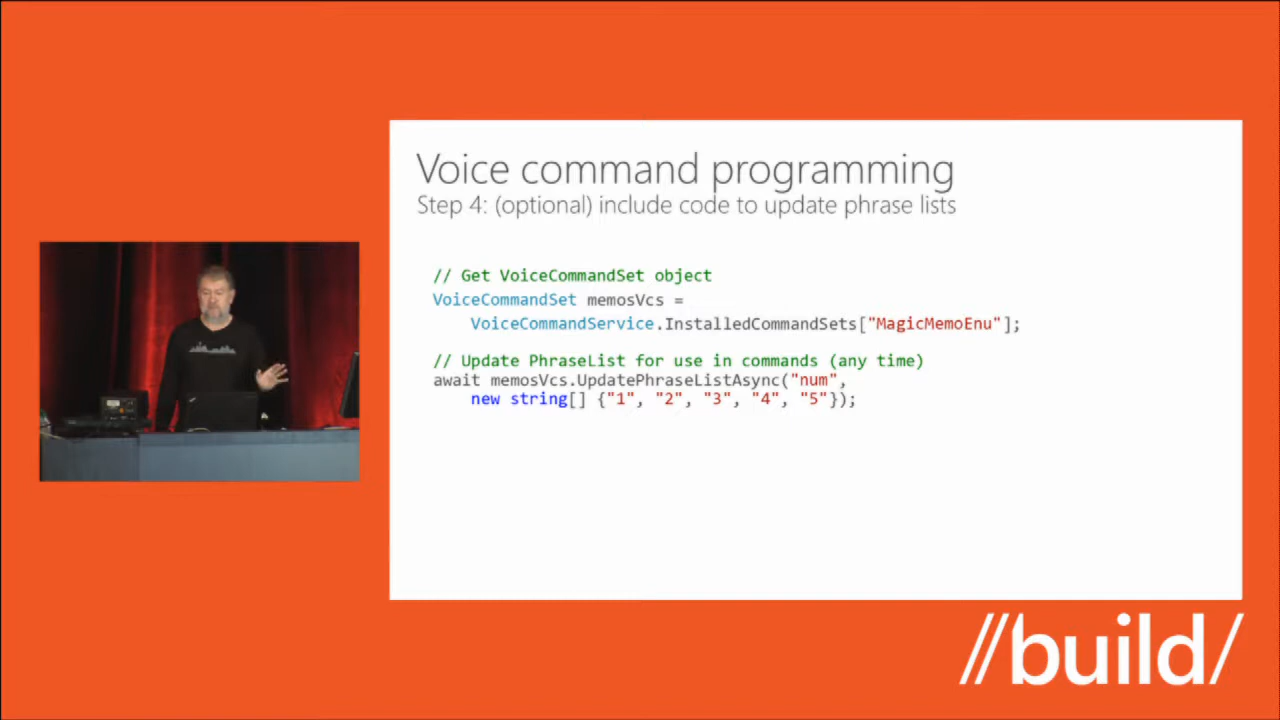 Voice command programming
Step 4: (optional) include code to update phrase lists
// Get VoiceCommandSet object
VoiceCommandSet memosVcs =
VoiceCommandService.InstalledCommandSets["MagicMemoEnu"];
// Update PhraseList for use in commands (any time)
await memosVcs.UpdatePhraseListAsync("num",
new string[] {"1", "2", "3", "4", "5"});
//build/